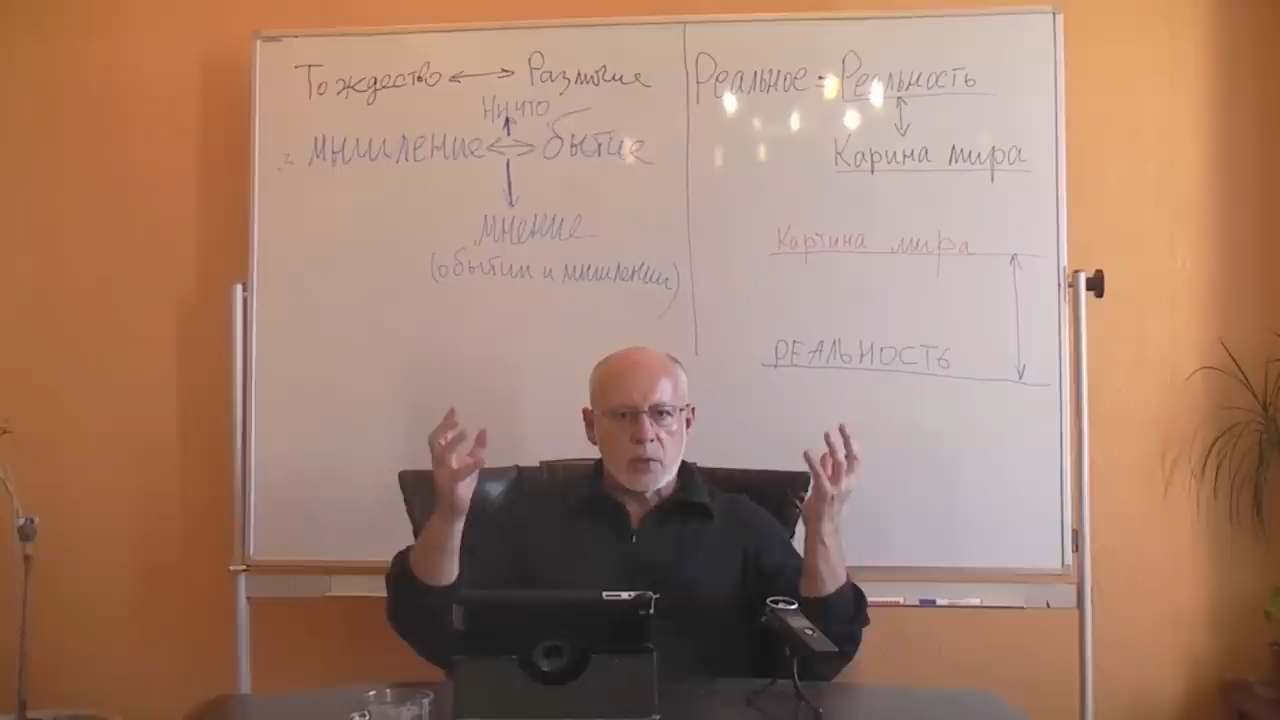 Тождество ⟷ Различие
Ничто
мышление ⟷ бытие
мнение
(о бытии и мышлении)
Реальное = Реальность
Карина мира
Картина мира
РЕАЛЬНОСТЬ